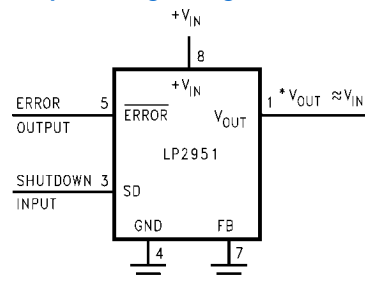 +VIN
8
+VIN
ERROR 5 ERROR VOUT 1 * VOUT ≈VIN
OUTPUT
LP2951
SHUTDOWN 3 SD
INPUT
GND FB
4 7